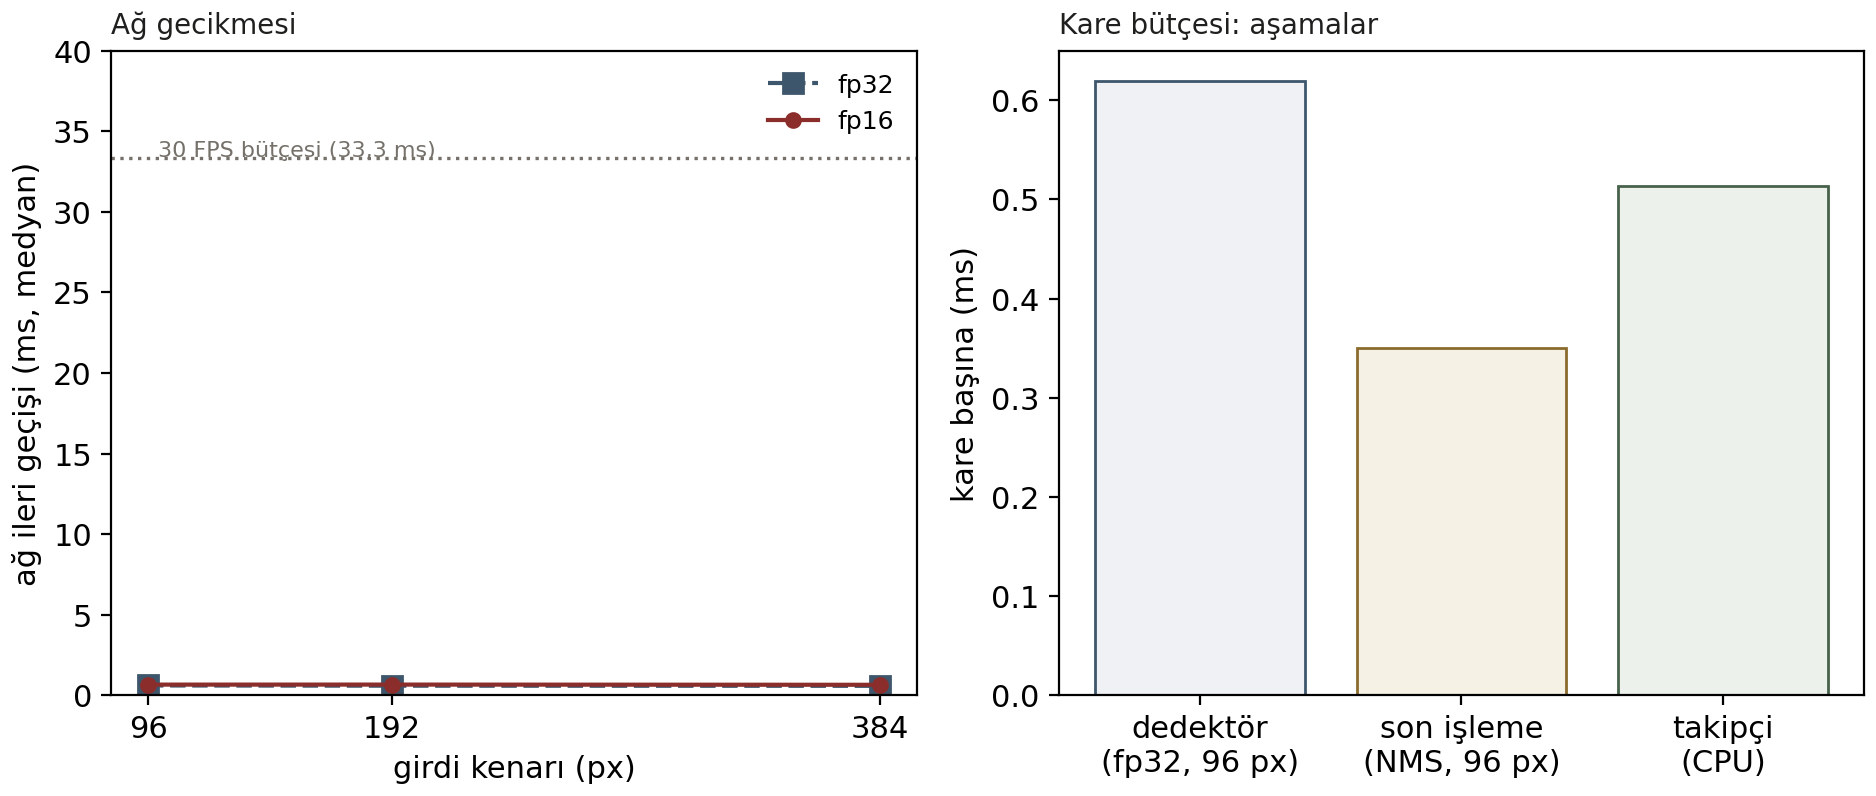 Ağ gecikmesi
ağ ileri geçişi (ms, medyan)
40
35
30
25
20
15
10
5
0
30 FPS bütçesi (33.3 ms)
fp32
fp16
96
192
384
girdi kenarı (px)
Kare bütçesi: aşamalar
kare başına (ms)
0.6
0.5
0.4
0.3
0.2
0.1
0.0
dedektör
(fp32, 96 px)
son işleme
(NMS, 96 px)
takipçi
(CPU)